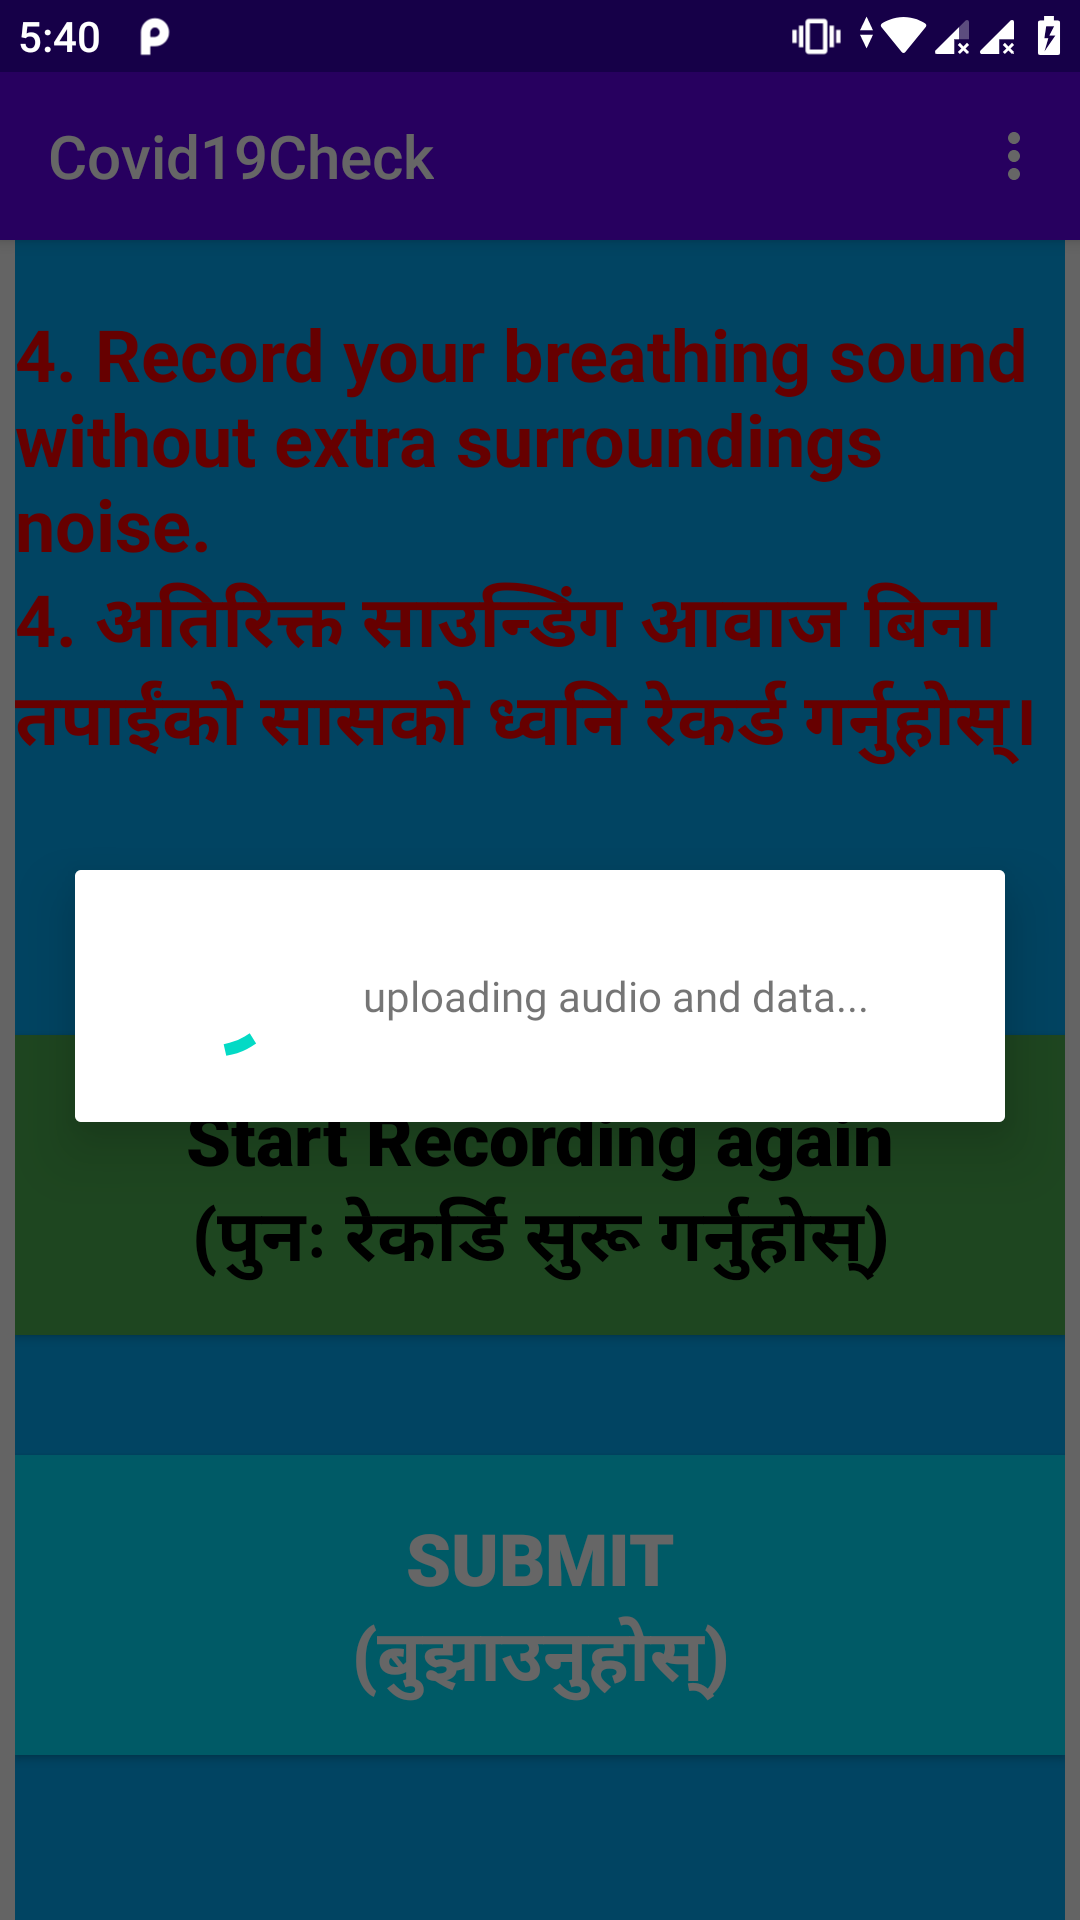 5:40
Covid19Check
4. Record your breathing sound
without extra surroundings
noise.
4. अतिरिक्त साउन्डिंग आवाज बिना
तपाईंको सासको ध्वनि रेकर्ड गर्नुहोस्।
uploading audio and data...
Start Recording again
(पुनः रेकर्डि सुरू गर्नुहोस्)
SUBMIT
(बुझाउनुहोस्)